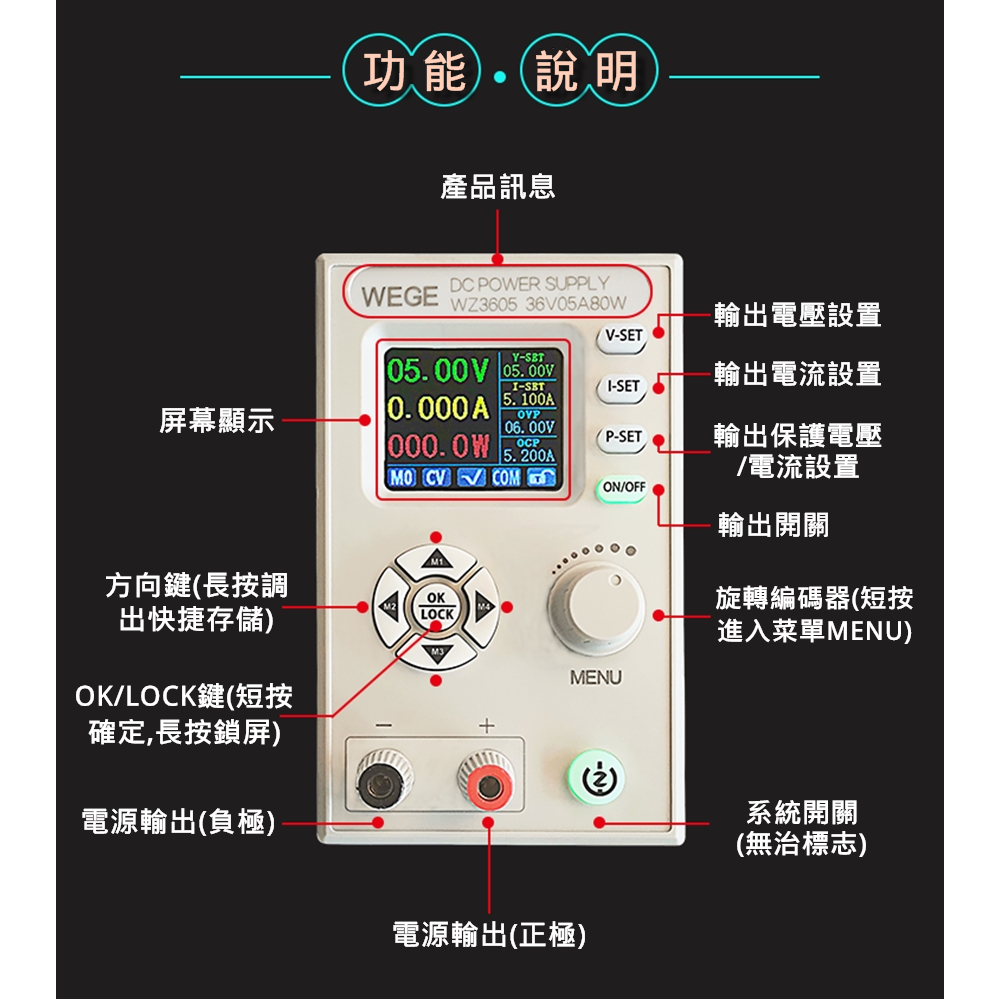 功能·說明
產品訊息
WEGE
DC POWER SUPPLY
WZ3605 36V05A80W
05.00V
0.000A
000.0W
V-SET
05.00V
I-SET
5.100A
OVP
06.00V
OCP
5.200A
M0 CV COM
V-SET
I-SET
P-SET
ON/OFF
輸出電壓設置
輸出電流設置
輸出保護電壓
/電流設置
輸出開關
屏幕顯示
方向鍵(長按調
出快捷存儲)
M1
M2
OK
LOCK
M4
M3
MENU
旋轉編碼器(短按
進入菜單MENU)
OK/LOCK鍵(短按
確定,長按鎖屏)
− +
電源輸出(負極)
電源輸出(正極)
系統開關
(無治標志)